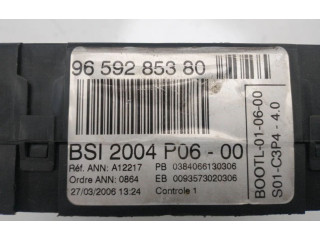 96 592 853 80
BSI 2004 P06 - 00
Réf. ANN: A12217 PB 0384066130306
Ordre ANN: 0864 EB 0093573020306
27/03/2006 13:24 Controle 1
BOOTL-01-06-00
S01-C3P4 - 4.0